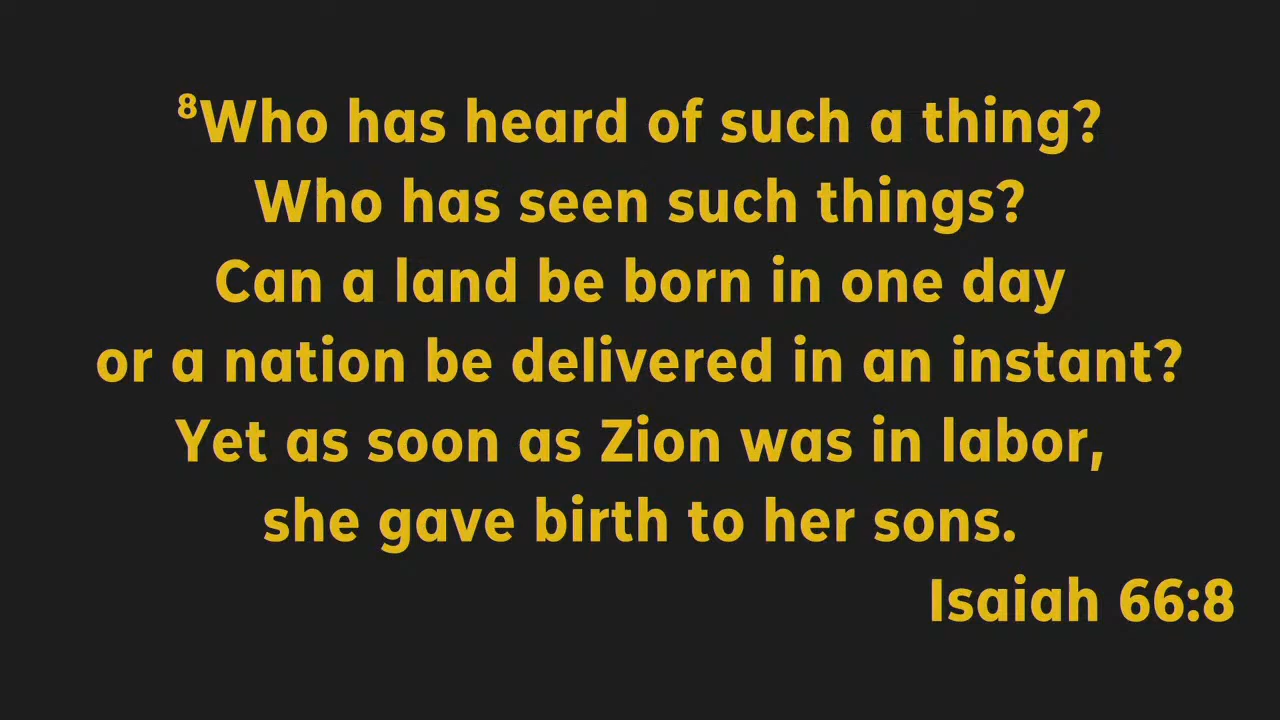 ⁸Who has heard of such a thing?
Who has seen such things?
Can a land be born in one day
or a nation be delivered in an instant?
Yet as soon as Zion was in labor,
she gave birth to her sons.
Isaiah 66:8